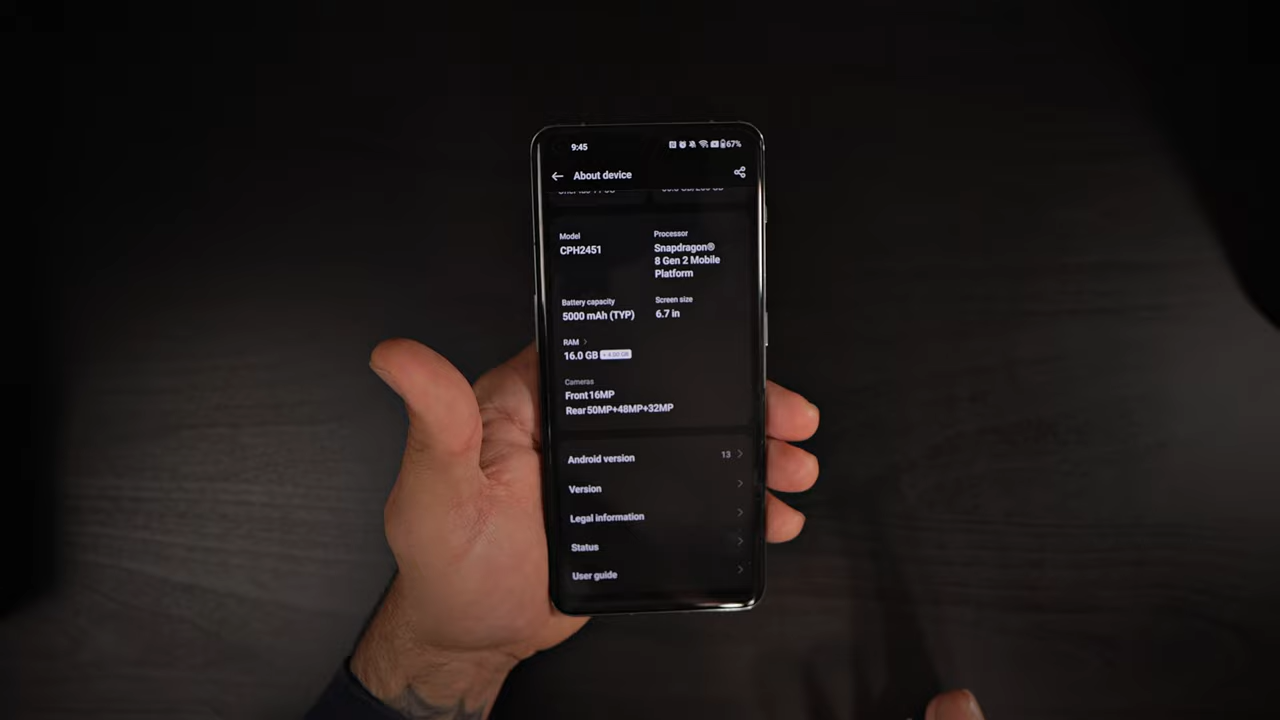 9:45
67%
About device
Model
CPH2451
Processor
Snapdragon®
8 Gen 2 Mobile
Platform
Battery capacity
5000 mAh (TYP)
Screen size
6.7 in
RAM
16.0 GB
Cameras
Front 16MP
Rear 50MP+48MP+32MP
Android version 13
Version
Legal information
Status
User guide